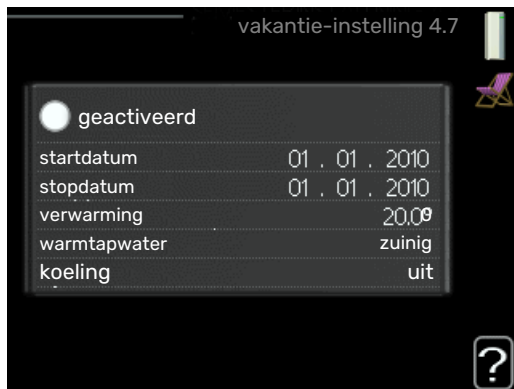 vakantie-instelling 4.7
geactiveerd
startdatum 01 . 01 . 2010
stopdatum 01 . 01 . 2010
verwarming 20.0°
warmtapwater zuinig
koeling uit
?